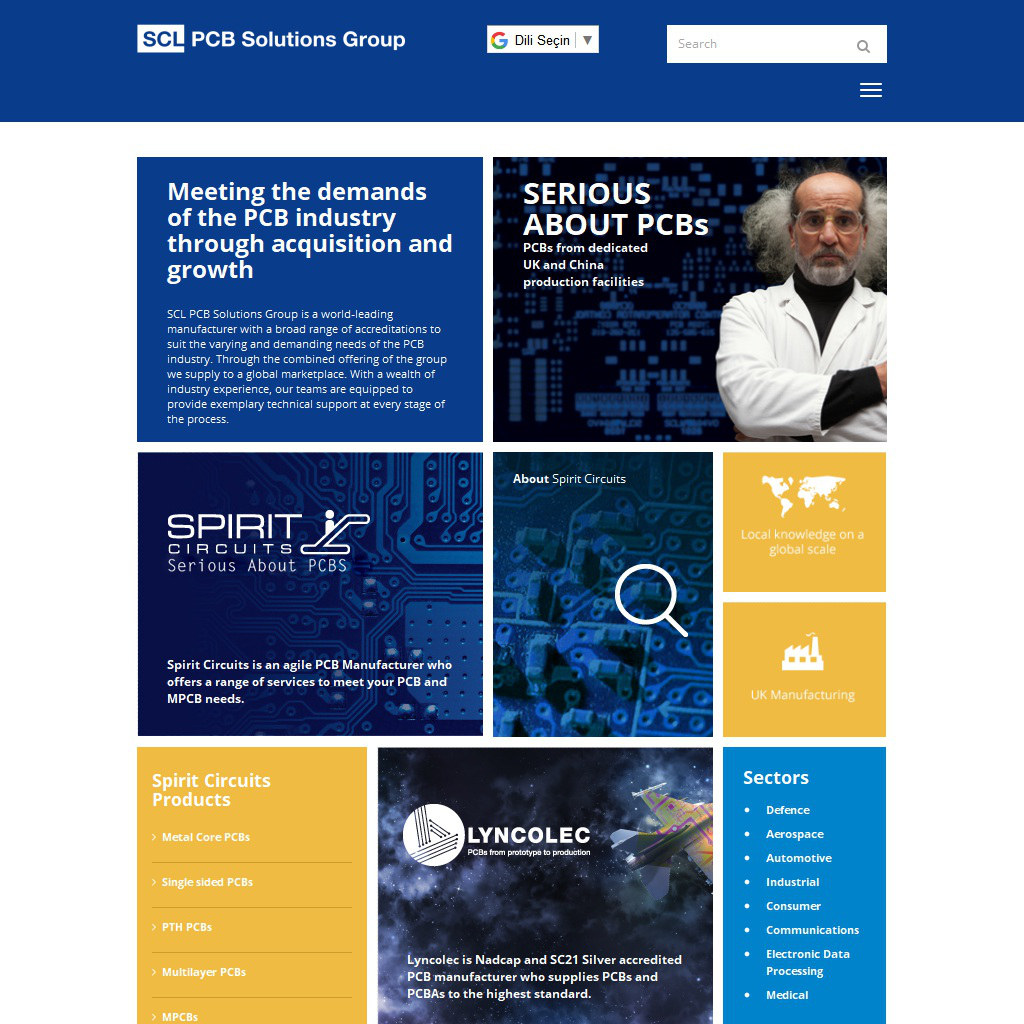 SCL PCB Solutions Group
Dili Seçin ▼
Search
Meeting the demands
of the PCB industry
through acquisition and
growth
SCL PCB Solutions Group is a world-leading
manufacturer with a broad range of accreditations to
suit the varying and demanding needs of the PCB
industry. Through the combined offering of the group
we supply to a global marketplace. With a wealth of
industry experience, our teams are equipped to
provide exemplary technical support at every stage of
the process.
SERIOUS
ABOUT PCBs
PCBs from dedicated
UK and China
production facilities
SPIRIT
CIRCUITS
Serious About PCBS
Spirit Circuits is an agile PCB Manufacturer who
offers a range of services to meet your PCB and
MPCB needs.
About Spirit Circuits
Local knowledge on a
global scale
UK Manufacturing
Spirit Circuits
Products
Metal Core PCBs
Single sided PCBs
PTH PCBs
Multilayer PCBs
MPCBs
LYNCOLEC
PCBs from prototype to production
Lyncolec is Nadcap and SC21 Silver accredited
PCB manufacturer who supplies PCBs and
PCBAs to the highest standard.
Sectors
Defence
Aerospace
Automotive
Industrial
Consumer
Communications
Electronic Data
Processing
Medical